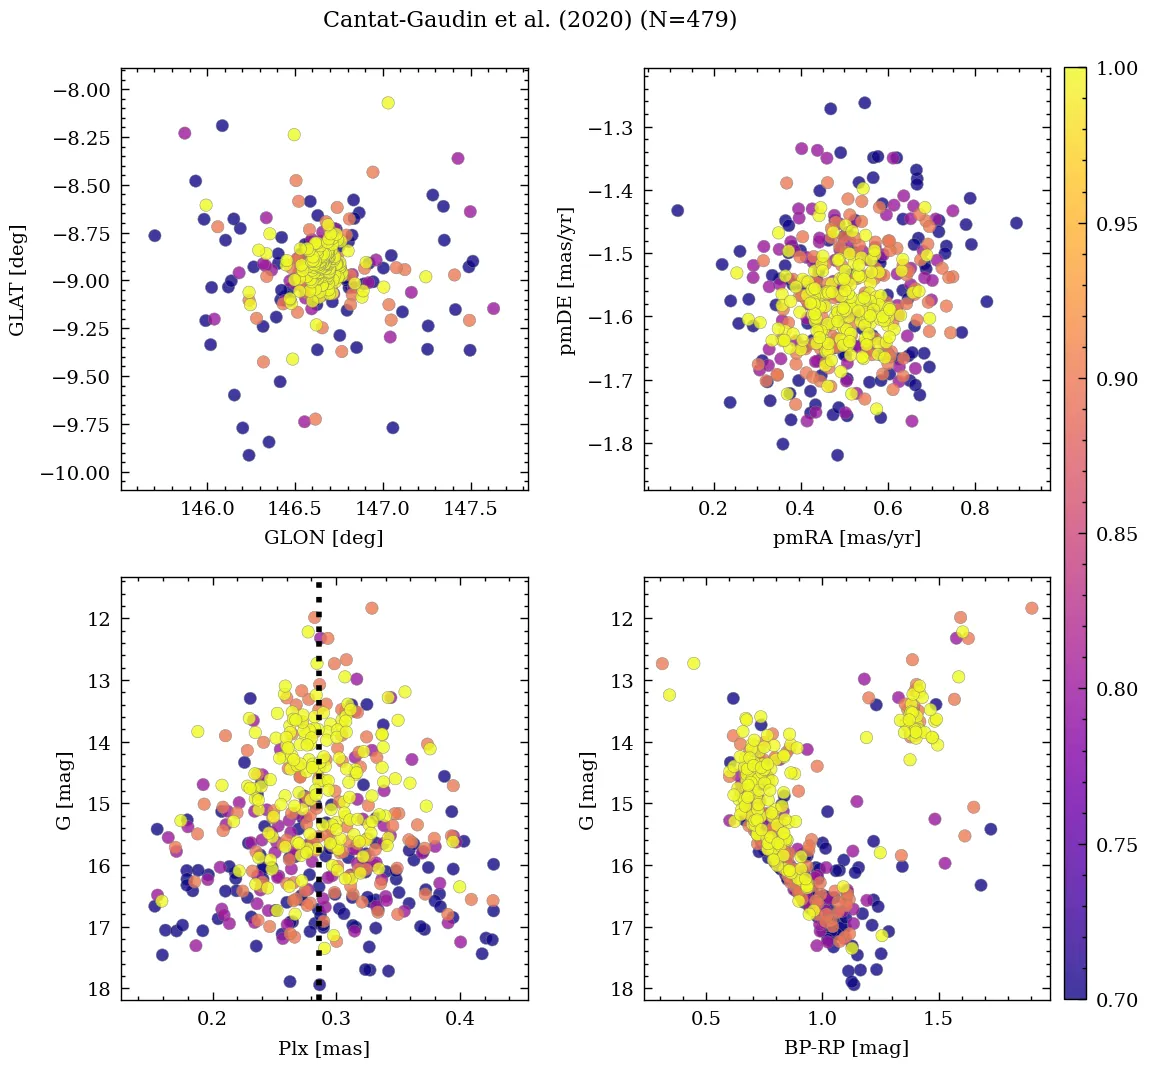 Cantat-Gaudin et al. (2020) (N=479)
−8.00
−8.25
−8.50
−8.75
−9.00
−9.25
−9.50
−9.75
−10.00
GLAT [deg]
146.0 146.5 147.0 147.5
GLON [deg]
−1.3
−1.4
−1.5
−1.6
−1.7
−1.8
pmDE [mas/yr]
0.2 0.4 0.6 0.8
pmRA [mas/yr]
12
13
14
15
16
17
18
G [mag]
0.2 0.3 0.4
Plx [mas]
12
13
14
15
16
17
18
G [mag]
0.5 1.0 1.5
BP-RP [mag]
1.00
0.95
0.90
0.85
0.80
0.75
0.70